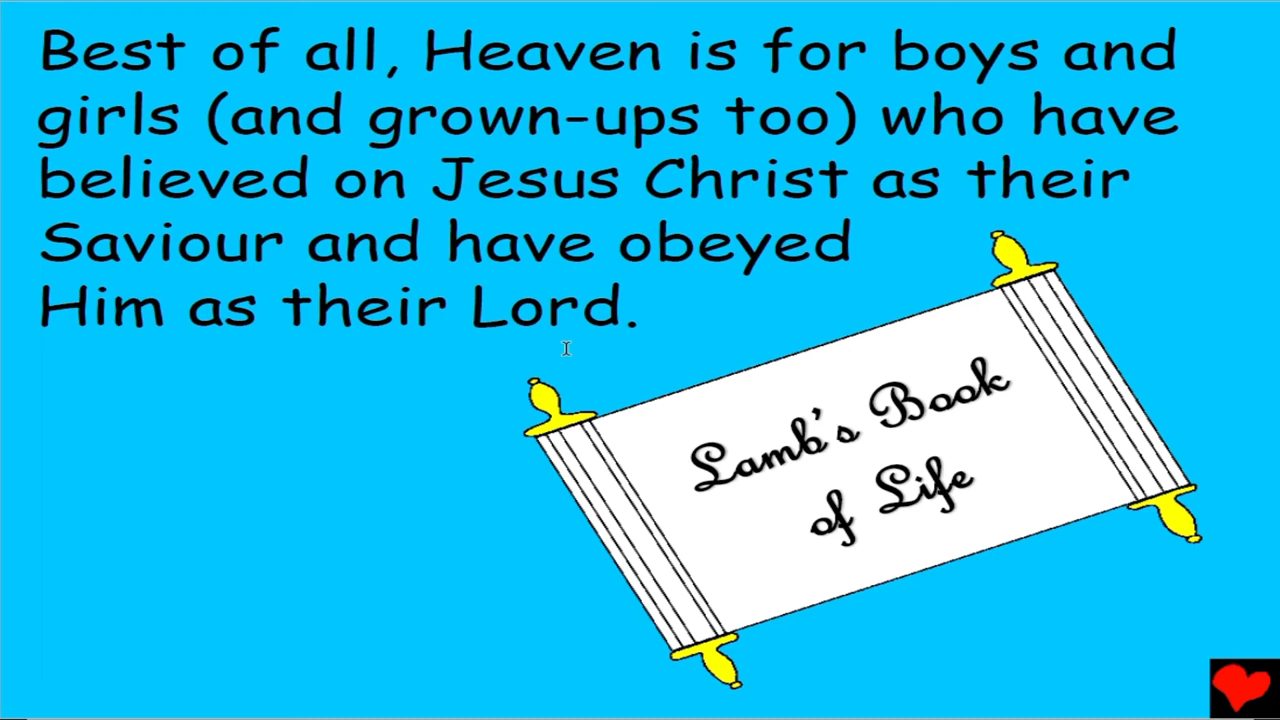 Best of all, Heaven is for boys and
girls (and grown-ups too) who have
believed on Jesus Christ as their
Saviour and have obeyed
Him as their Lord.
Lamb's Book
of Life